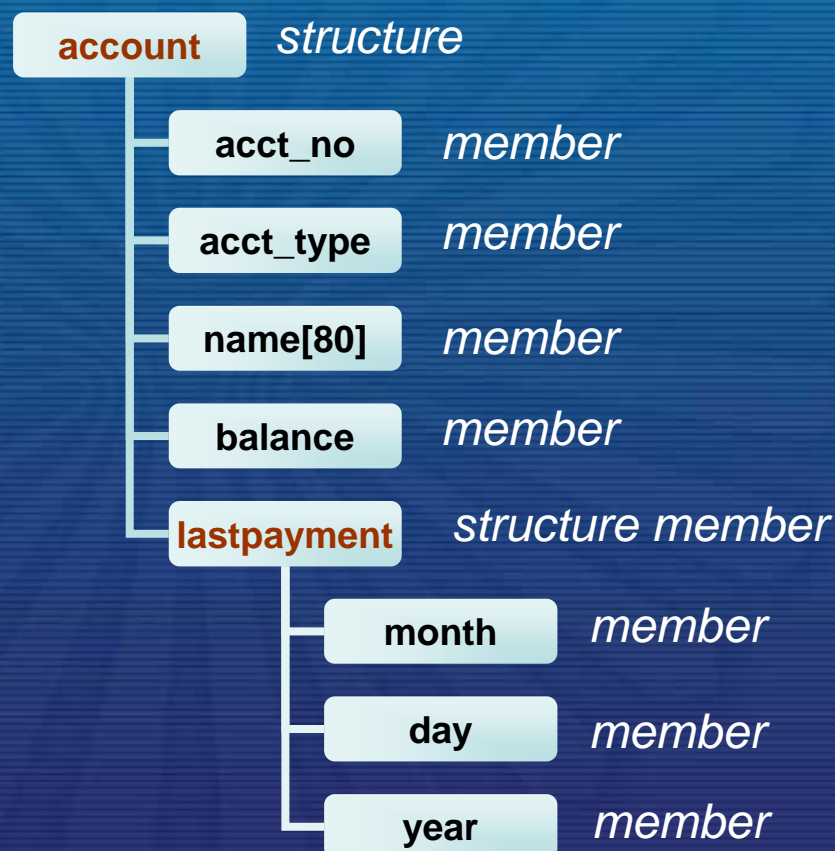 account structure
acct_no member
acct_type member
name[80] member
balance member
lastpayment structure member
month member
day member
year member